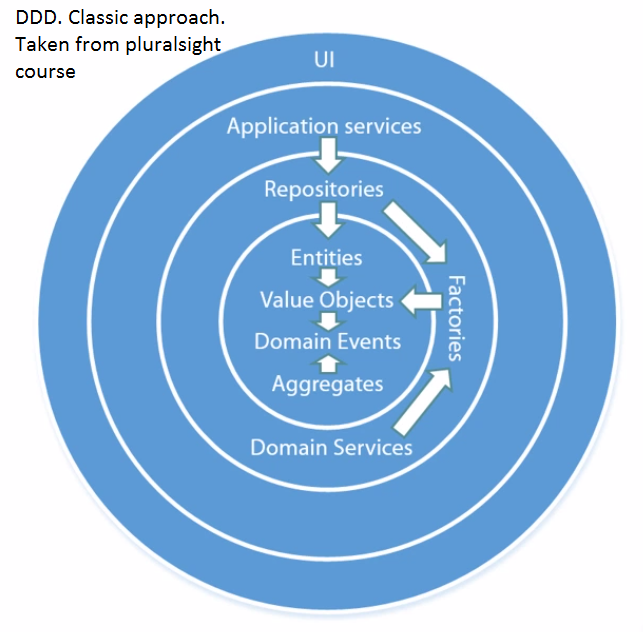 DDD. Classic approach.
Taken from pluralsight
course
UI
Application services
Repositories
Entities
Value Objects
Factories
Domain Events
Aggregates
Domain Services